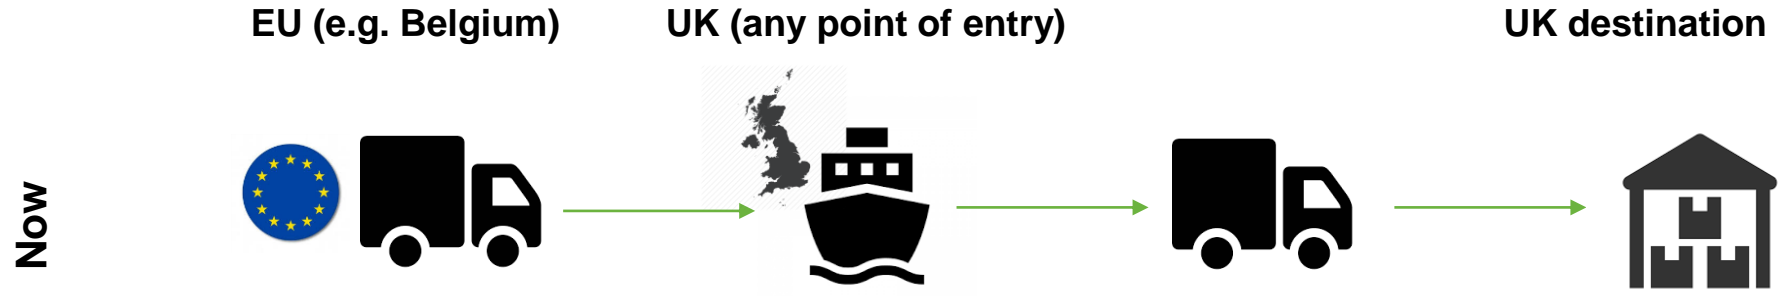 EU (e.g. Belgium)
UK (any point of entry)
UK destination
Now